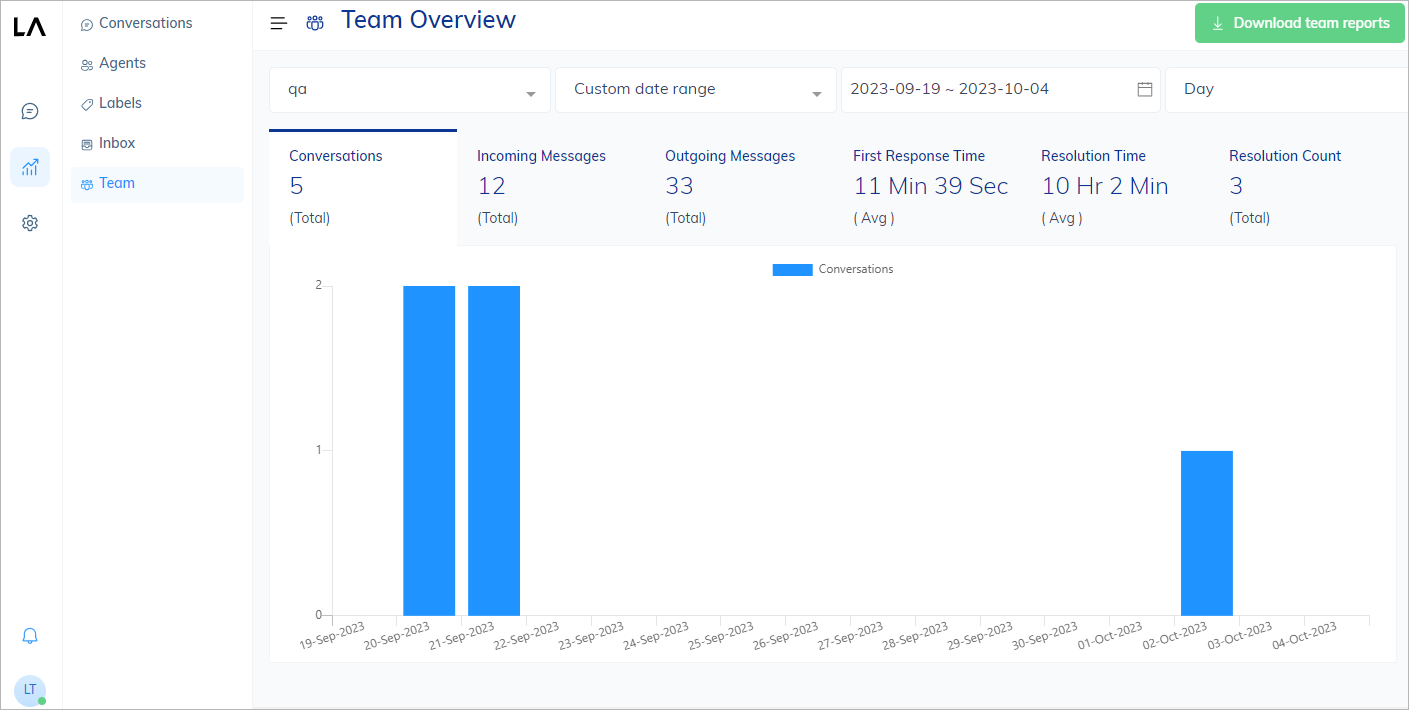 LA
Conversations
Agents
Labels
Inbox
Team
Team Overview
Download team reports
qa
Custom date range
2023-09-19 ~ 2023-10-04
Day
Conversations
5
(Total)
Incoming Messages
12
(Total)
Outgoing Messages
33
(Total)
First Response Time
11 Min 39 Sec
( Avg )
Resolution Time
10 Hr 2 Min
( Avg )
Resolution Count
3
(Total)
Conversations
2
1
0
19-Sep-2023
20-Sep-2023
21-Sep-2023
22-Sep-2023
23-Sep-2023
24-Sep-2023
25-Sep-2023
26-Sep-2023
27-Sep-2023
28-Sep-2023
29-Sep-2023
30-Sep-2023
01-Oct-2023
02-Oct-2023
03-Oct-2023
04-Oct-2023
LT